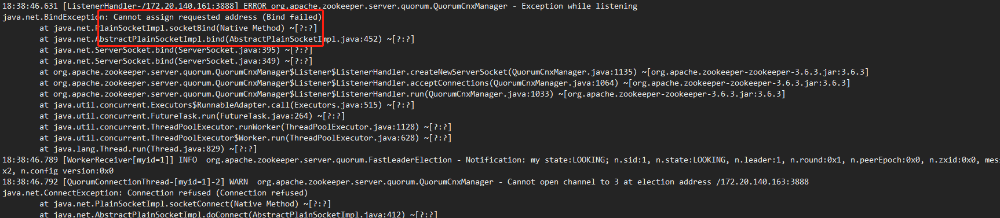 18:38:46.631 [ListenerHandler-/172.20.140.161:3888] ERROR org.apache.zookeeper.server.quorum.QuorumCnxManager - Exception while listening
java.net.BindException: Cannot assign requested address (Bind failed)
at java.net.PlainSocketImpl.socketBind(Native Method) ~[?:?]
at java.net.AbstractPlainSocketImpl.bind(AbstractPlainSocketImpl.java:452) ~[?:?]
at java.net.ServerSocket.bind(ServerSocket.java:395) ~[?:?]
at java.net.ServerSocket.bind(ServerSocket.java:349) ~[?:?]
at org.apache.zookeeper.server.quorum.QuorumCnxManager$Listener$ListenerHandler.createNewServerSocket(QuorumCnxManager.java:1135) ~[org.apache.zookeeper-zookeeper-3.6.3.jar:3.6.3]
at org.apache.zookeeper.server.quorum.QuorumCnxManager$Listener$ListenerHandler.acceptConnections(QuorumCnxManager.java:1064) ~[org.apache.zookeeper-zookeeper-3.6.3.jar:3.6.3]
at org.apache.zookeeper.server.quorum.QuorumCnxManager$Listener$ListenerHandler.run(QuorumCnxManager.java:1033) ~[org.apache.zookeeper-zookeeper-3.6.3.jar:3.6.3]
at java.util.concurrent.Executors$RunnableAdapter.call(Executors.java:515) ~[?:?]
at java.util.concurrent.FutureTask.run(FutureTask.java:264) ~[?:?]
at java.util.concurrent.ThreadPoolExecutor.runWorker(ThreadPoolExecutor.java:1128) ~[?:?]
at java.util.concurrent.ThreadPoolExecutor$Worker.run(ThreadPoolExecutor.java:628) ~[?:?]
at java.lang.Thread.run(Thread.java:829) ~[?:?]
18:38:46.789 [WorkerReceiver[myid=1]] INFO  org.apache.zookeeper.server.quorum.FastLeaderElection - Notification: my state:LOOKING; n.sid:1, n.state:LOOKING, n.leader:1, n.round:0x1, n.peerEpoch:0x0, n.zxid:0x0, mes
x2, n.config version:0x0
18:38:46.792 [QuorumConnectionThread-[myid=1]-2] WARN  org.apache.zookeeper.server.quorum.QuorumCnxManager - Cannot open channel to 3 at election address /172.20.140.163:3888
java.net.ConnectException: Connection refused (Connection refused)
at java.net.PlainSocketImpl.socketConnect(Native Method) ~[?:?]
at java.net.AbstractPlainSocketImpl.doConnect(AbstractPlainSocketImpl.java:412) ~[?:?]